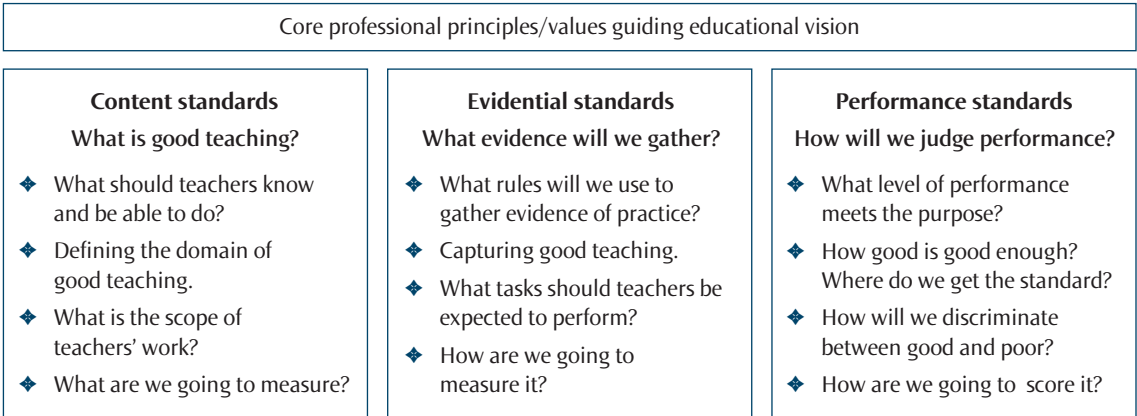 Core professional principles/values guiding educational vision
Content standards
What is good teaching?
❖ What should teachers know
and be able to do?
❖ Defining the domain of
good teaching.
❖ What is the scope of
teachers’ work?
❖ What are we going to measure?
Evidential standards
What evidence will we gather?
❖ What rules will we use to
gather evidence of practice?
❖ Capturing good teaching.
❖ What tasks should teachers be
expected to perform?
❖ How are we going to
measure it?
Performance standards
How will we judge performance?
❖ What level of performance
meets the purpose?
❖ How good is good enough?
Where do we get the standard?
❖ How will we discriminate
between good and poor?
❖ How are we going to score it?